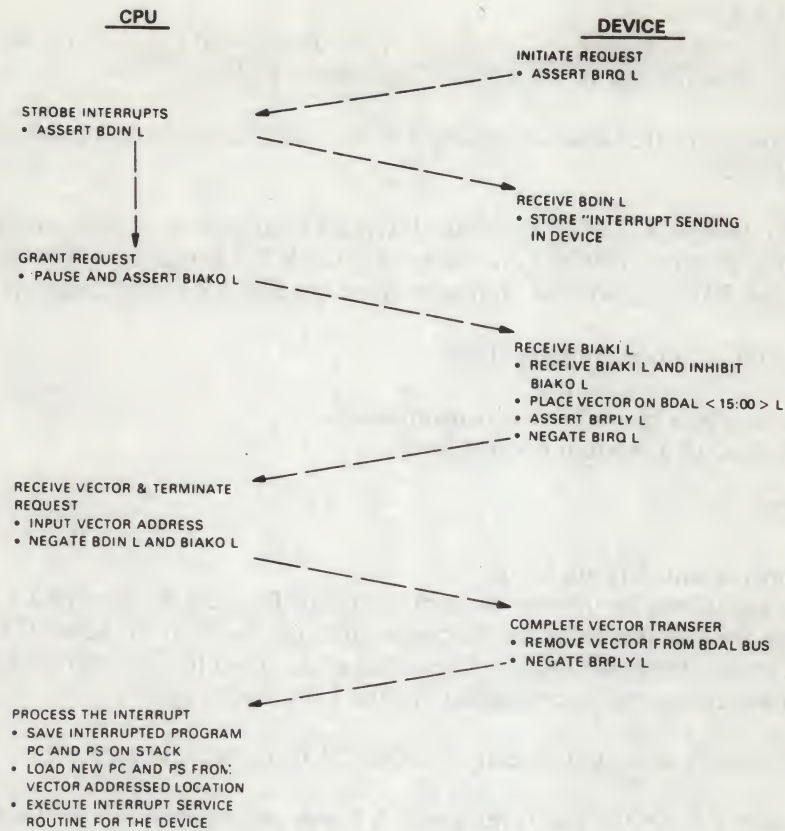 CPU
DEVICE
INITIATE REQUEST
• ASSERT BIRQ L
STROBE INTERRUPTS
• ASSERT BDIN L
RECEIVE BDIN L
• STORE "INTERRUPT SENDING
IN DEVICE
GRANT REQUEST
• PAUSE AND ASSERT BIAKO L
RECEIVE BIAKI L
• RECEIVE BIAKI L AND INHIBIT
BIAKO L
• PLACE VECTOR ON BDAL < 15:00 > L
• ASSERT BRPLY L
• NEGATE BIRQ L
RECEIVE VECTOR & TERMINATE
REQUEST
• INPUT VECTOR ADDRESS
• NEGATE BDIN L AND BIAKO L
COMPLETE VECTOR TRANSFER
• REMOVE VECTOR FROM BDAL BUS
• NEGATE BRPLY L
PROCESS THE INTERRUPT
• SAVE INTERRUPTED PROGRAM
PC AND PS ON STACK
• LOAD NEW PC AND PS FROM
VECTOR ADDRESSED LOCATION
• EXECUTE INTERRUPT SERVICE
ROUTINE FOR THE DEVICE